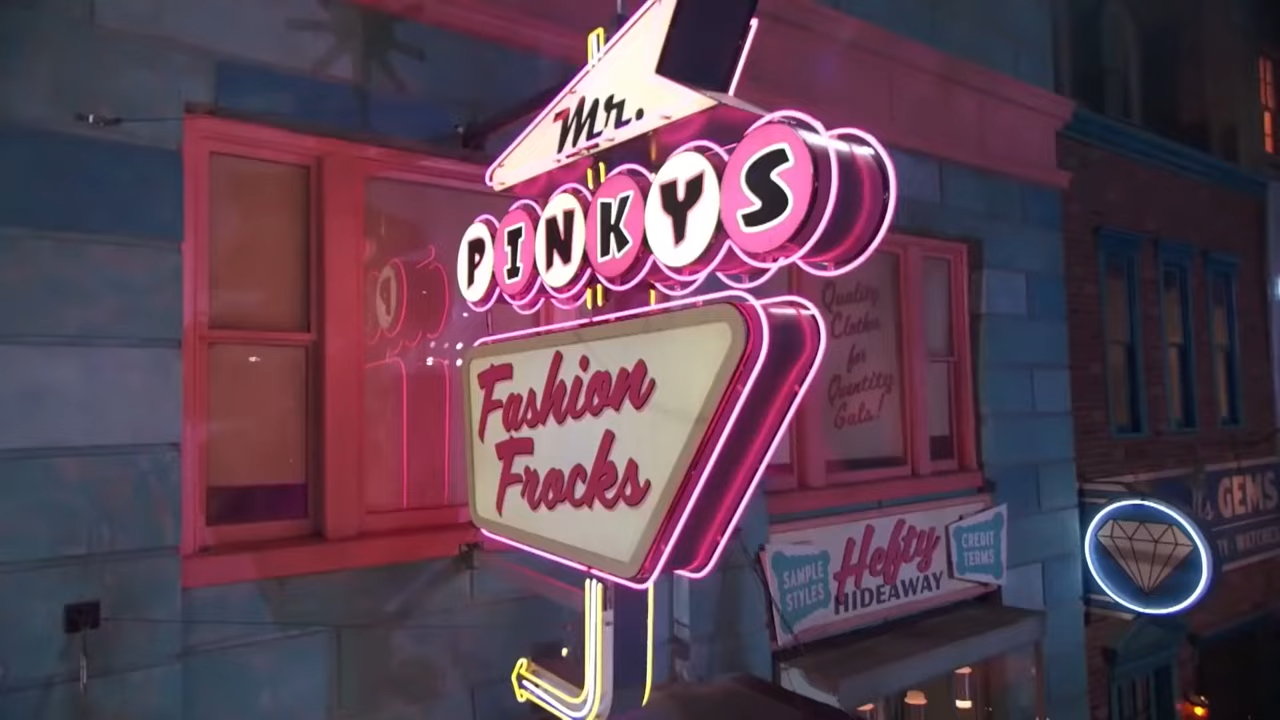 Mr.
PINKYS
Fashion
Frocks
Quality
Clothes
for
Quantity
Gals!
SAMPLE
STYLES
Hefty
HIDEAWAY
CREDIT
TERMS
GEMS